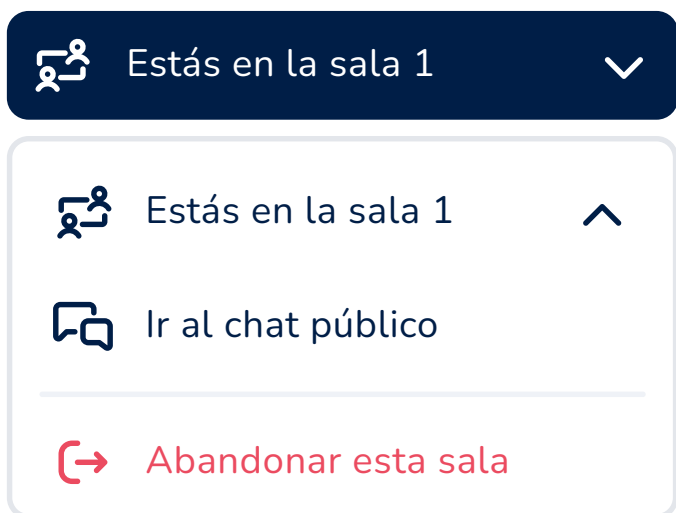 Estás en la sala 1
Estás en la sala 1
Ir al chat público
Abandonar esta sala